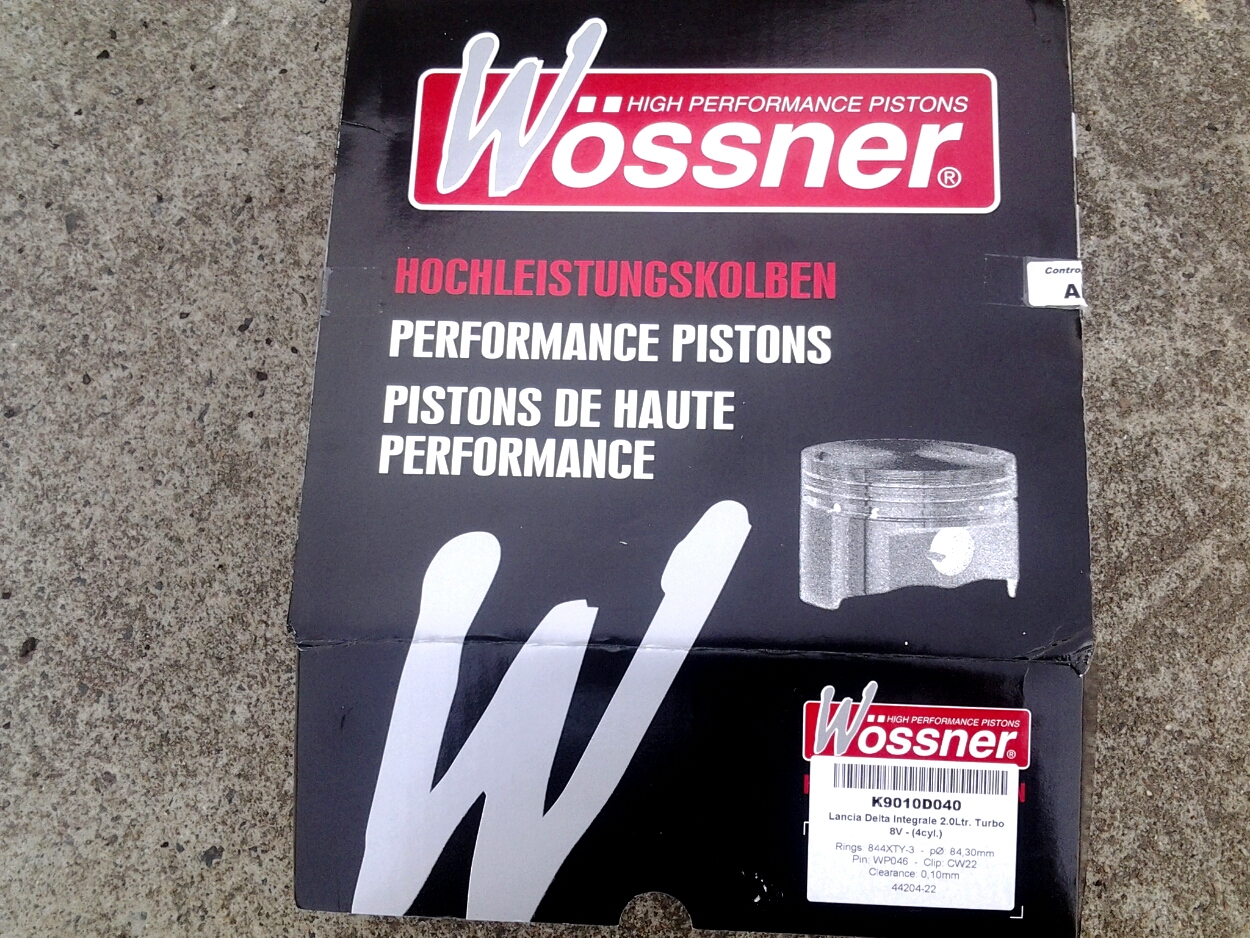 HIGH PERFORMANCE PISTONS
Wössner®
HOCHLEISTUNGSKOLBEN
PERFORMANCE PISTONS
PISTONS DE HAUTE
PERFORMANCE
Contro
A
W
HIGH PERFORMANCE PISTONS
Wössner®
K9010D040
Lancia Delta Integrale 2.0Ltr. Turbo
8V - (4cyl.)
Rings: 844XTY-3 - pØ: 84,30mm
Pin: WP046 - Clip: CW22
Clearance: 0,10mm
44204-22